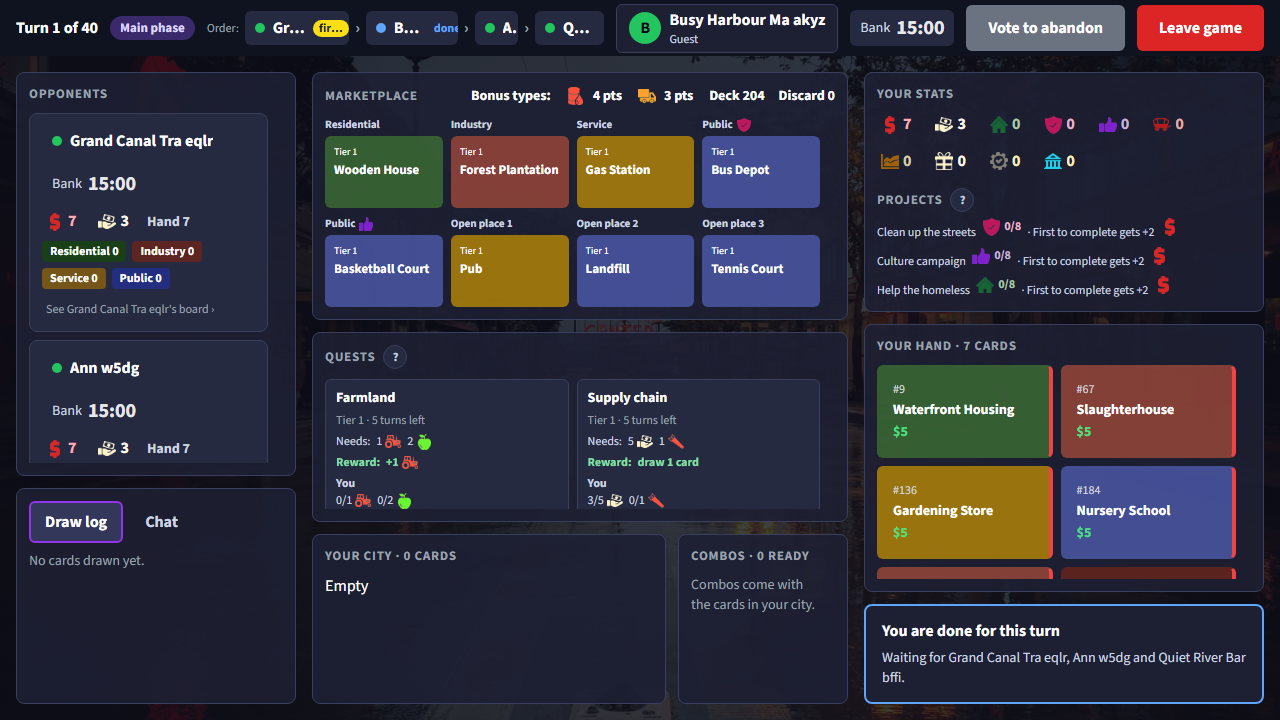 Turn 1 of 40 Main phase Order: Gr... fir... › B... done › A. › Q... B Busy Harbour Ma akyz Guest Bank 15:00 Vote to abandon Leave game
OPPONENTS
Grand Canal Tra eqlr
Bank 15:00
7 3 Hand 7
Residential 0 Industry 0
Service 0 Public 0
See Grand Canal Tra eqlr's board ›
Ann w5dg
Bank 15:00
7 3 Hand 7
Draw log Chat
No cards drawn yet.
MARKETPLACE Bonus types: 4 pts 3 pts Deck 204 Discard 0
Residential Industry Service Public
Tier 1 Tier 1 Tier 1 Tier 1
Wooden House Forest Plantation Gas Station Bus Depot
Public Open place 1 Open place 2 Open place 3
Tier 1 Tier 1 Tier 1 Tier 1
Basketball Court Pub Landfill Tennis Court
QUESTS ?
Farmland
Tier 1 · 5 turns left
Needs: 1 2
Reward: +1
You
0/1 0/2
Supply chain
Tier 1 · 5 turns left
Needs: 5 1
Reward: draw 1 card
You
3/5 0/1
YOUR CITY · 0 CARDS
Empty
COMBOS · 0 READY
Combos come with
the cards in your city.
YOUR STATS
7 3 0 0 0 0
0 0 0 0
PROJECTS ?
Clean up the streets 0/8 · First to complete gets +2
Culture campaign 0/8 · First to complete gets +2
Help the homeless 0/8 · First to complete gets +2
YOUR HAND · 7 CARDS
#9 #67
Waterfront Housing Slaughterhouse
$5 $5
#136 #184
Gardening Store Nursery School
$5 $5
You are done for this turn
Waiting for Grand Canal Tra eqlr, Ann w5dg and Quiet River Bar
bffi.